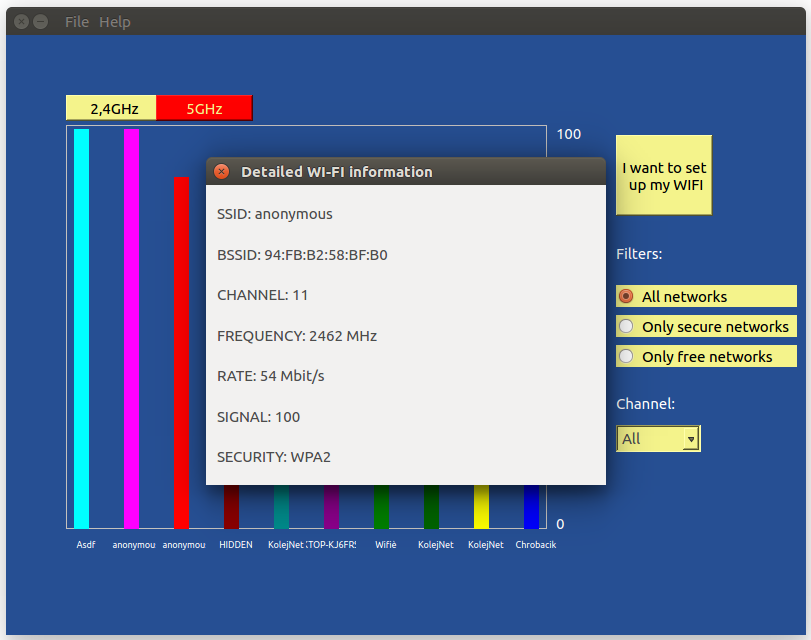 File Help
2,4GHz 5GHz
100
Detailed WI-FI information
I want to set
up my WIFI
SSID: anonymous
BSSID: 94:FB:B2:58:BF:B0
CHANNEL: 11
FREQUENCY: 2462 MHz
RATE: 54 Mbit/s
SIGNAL: 100
SECURITY: WPA2
Filters:
All networks
Only secure networks
Only free networks
Channel:
All
0
Asdf anonymou anonymou HIDDEN KolejNet TOP-KJ6FR Wifiè KolejNet KolejNet Chrobacik